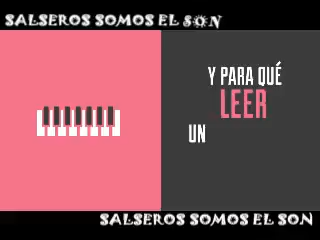 SALSEROS SOMOS EL SON
Y PARA QUÉ
LEER
UN
SALSEROS SOMOS EL SON